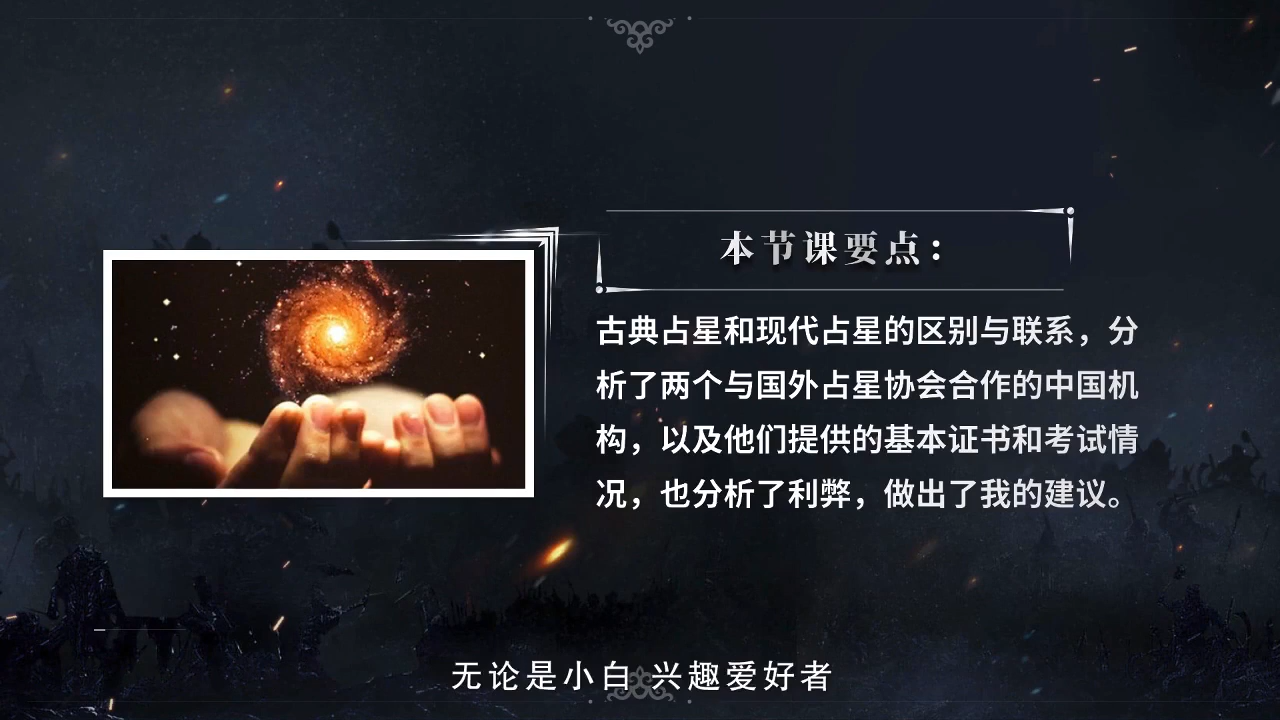 本节课要点：
古典占星和现代占星的区别与联系，分
析了两个与国外占星协会合作的中国机
构，以及他们提供的基本证书和考试情
况，也分析了利弊，做出了我的建议。
无论是小白 兴趣爱好者